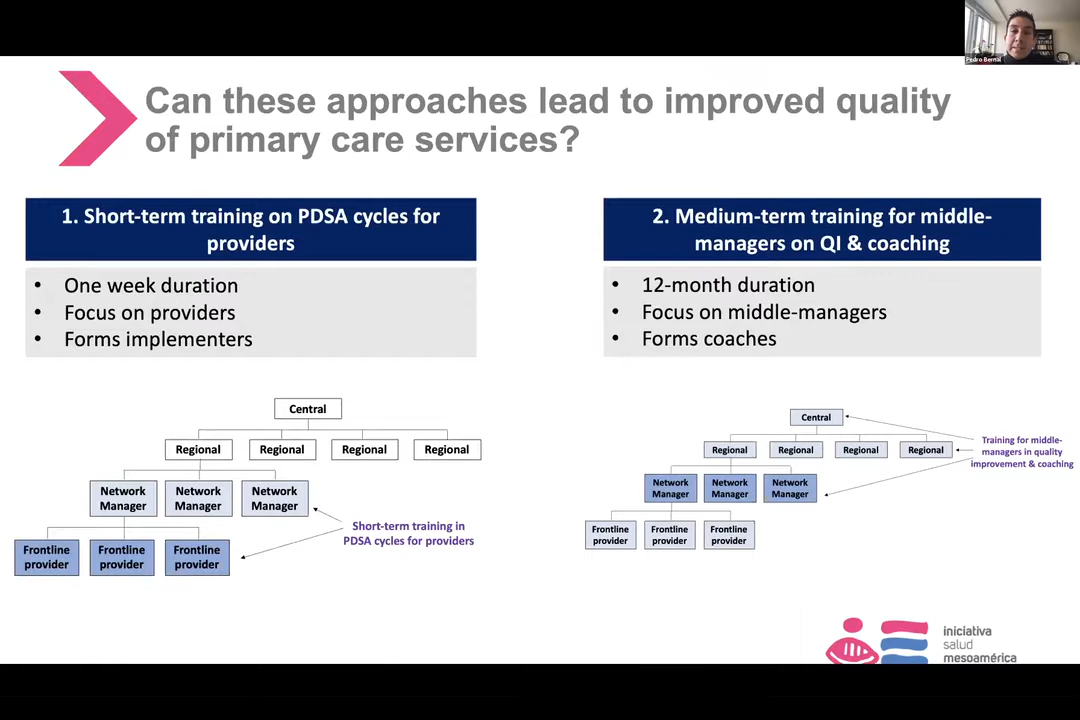 Pedro Bernal
Can these approaches lead to improved quality
of primary care services?
1. Short-term training on PDSA cycles for
providers
• One week duration
• Focus on providers
• Forms implementers
Central
Regional Regional Regional Regional
Network Manager Network Manager Network Manager
Short-term training in
PDSA cycles for providers
Frontline provider Frontline provider Frontline provider
2. Medium-term training for middle-
managers on QI & coaching
• 12-month duration
• Focus on middle-managers
• Forms coaches
Central
Regional Regional Regional Regional
Training for middle-
managers in quality
improvement & coaching
Network Manager Network Manager Network Manager
Frontline provider Frontline provider Frontline provider
iniciativa
salud
mesoamérica